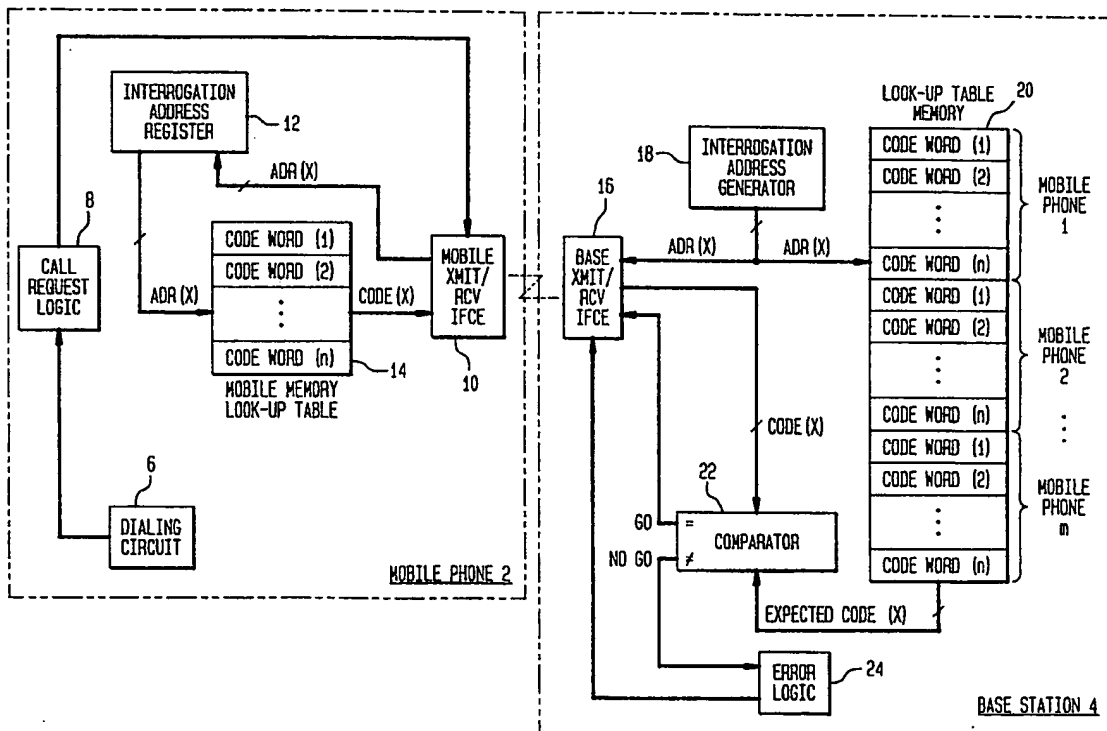 INTERROGATION
ADDRESS
REGISTER
12
ADR(X)
8
CALL
REQUEST
LOGIC
ADR(X)
CODE WORD (1)
CODE WORD (2)
CODE WORD (n)
14
MOBILE MEMORY
LOOK-UP TABLE
CODE(X)
MOBILE
XMIT/
RCV
IFCE
10
6
DIALING
CIRCUIT
MOBILE PHONE 2
16
BASE
XMIT/
RCV
IFCE
18
INTERROGATION
ADDRESS
GENERATOR
ADR(X)
ADR(X)
LOOK-UP TABLE
MEMORY
20
CODE WORD (1)
CODE WORD (2)
CODE WORD (n)
MOBILE
PHONE
1
CODE WORD (1)
CODE WORD (2)
CODE WORD (n)
MOBILE
PHONE
2
CODE WORD (1)
CODE WORD (2)
CODE WORD (n)
MOBILE
PHONE
m
CODE(X)
22
GO =
NO GO ≠
COMPARATOR
EXPECTED CODE (X)
ERROR
LOGIC
24
BASE STATION 4